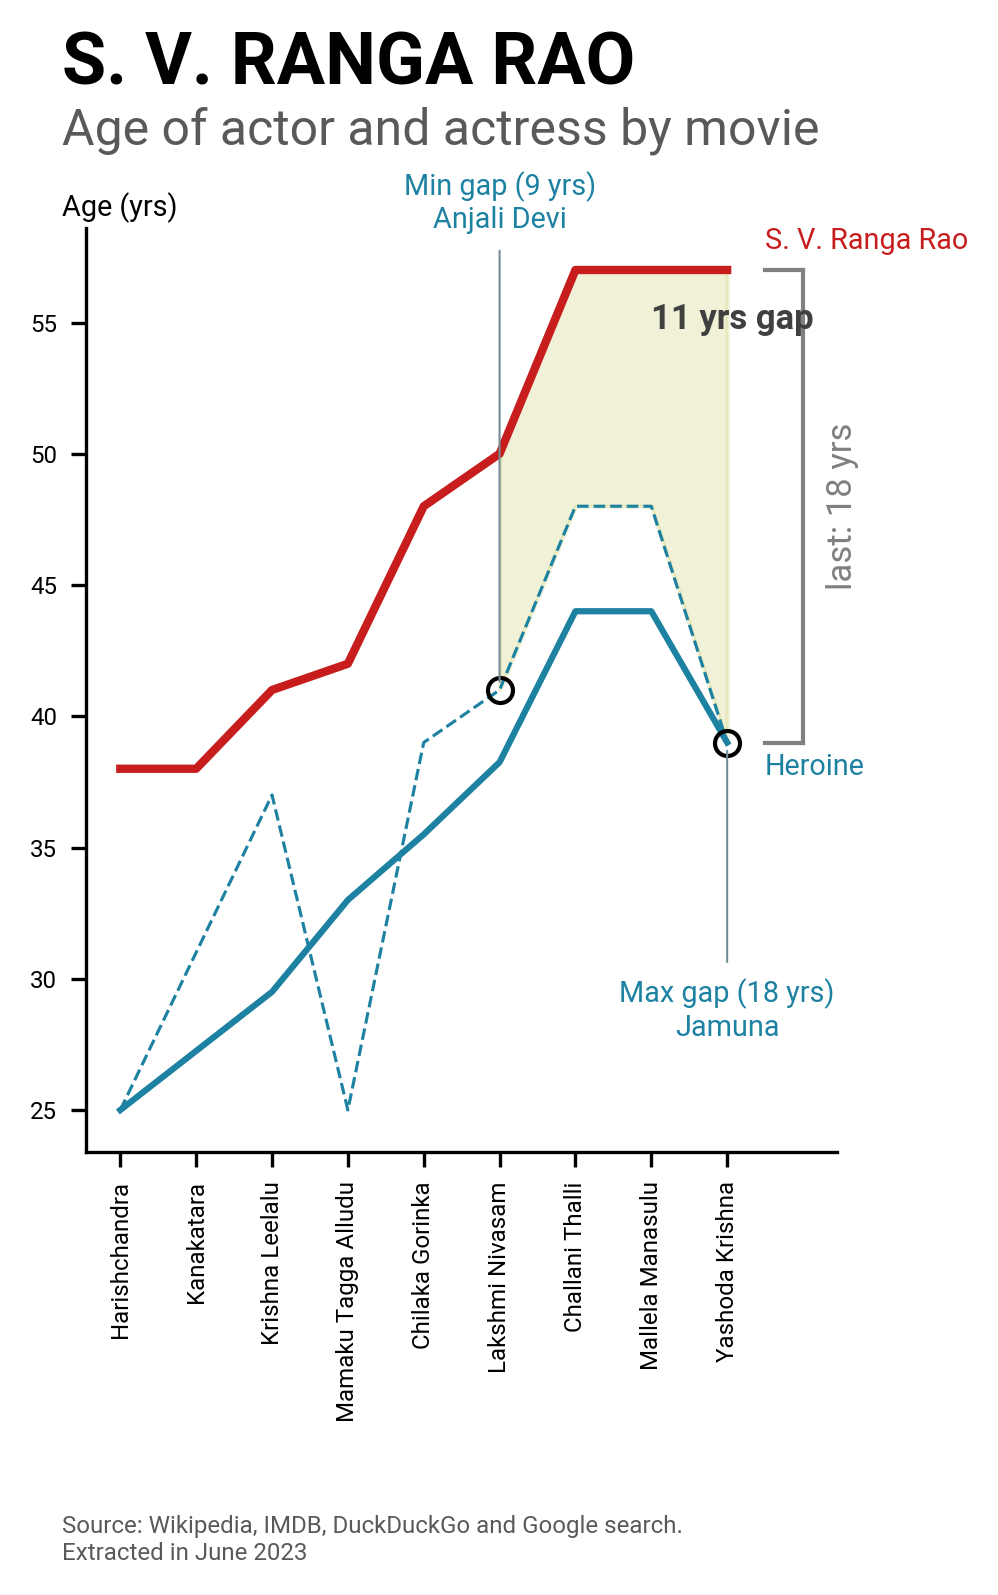 S. V. RANGA RAO
Age of actor and actress by movie
Min gap (9 yrs)
Anjali Devi
Age (yrs)
S. V. Ranga Rao
11 yrs gap
55
50
45
40
35
30
25
last: 18 yrs
Heroine
Max gap (18 yrs)
Jamuna
Harishchandra
Kanakatara
Krishna Leelalu
Mamaku Tagga Alludu
Chilaka Gorinka
Lakshmi Nivasam
Challani Thalli
Mallela Manasulu
Yashoda Krishna
Source: Wikipedia, IMDB, DuckDuckGo and Google search.
Extracted in June 2023